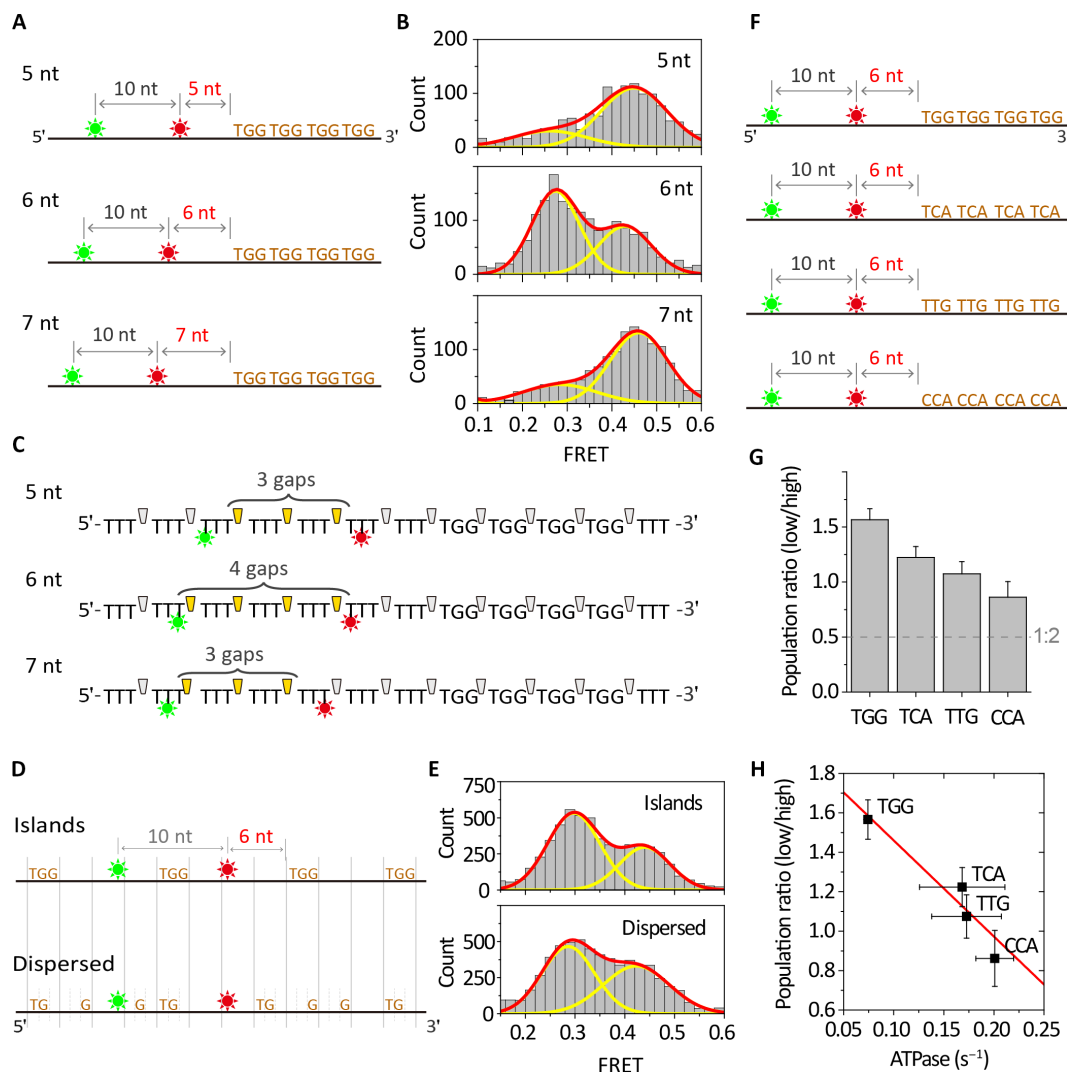 A
5 nt
10 nt
5 nt
5'
TGG TGG TGG TGG
3'
6 nt
10 nt
6 nt
TGG TGG TGG TGG
7 nt
10 nt
7 nt
TGG TGG TGG TGG
B
200
100
0
Count
5 nt
100
0
Count
6 nt
100
0
Count
7 nt
0.1 0.2 0.3 0.4 0.5 0.6
FRET
C
5 nt
3 gaps
5'- TTT TTT TTT TTT TTT TTT TTT TGG TGG TGG TGG TTT -3'
6 nt
4 gaps
5'- TTT TTT TTT TTT TTT TTT TTT TGG TGG TGG TGG TTT -3'
7 nt
3 gaps
5'- TTT TTT TTT TTT TTT TTT TTT TGG TGG TGG TGG TTT -3'
D
Islands
10 nt
6 nt
TGG TGG TGG TGG
Dispersed
TG G G TG TG G G TG
5' 3'
E
750
500
250
0
Count
Islands
500
250
0
Count
Dispersed
0.2 0.3 0.4 0.5 0.6
FRET
F
10 nt
6 nt
TGG TGG TGG TGG
5' 3'
10 nt
6 nt
TCA TCA TCA TCA
10 nt
6 nt
TTG TTG TTG TTG
10 nt
6 nt
CCA CCA CCA CCA
G
Population ratio (low/high)
1.5
1.0
0.5
0.0
1:2
TGG TCA TTG CCA
H
Population ratio (low/high)
1.8
1.6
1.4
1.2
1.0
0.8
0.6
TGG
TCA
TTG
CCA
0.05 0.10 0.15 0.20 0.25
ATPase (s⁻¹)